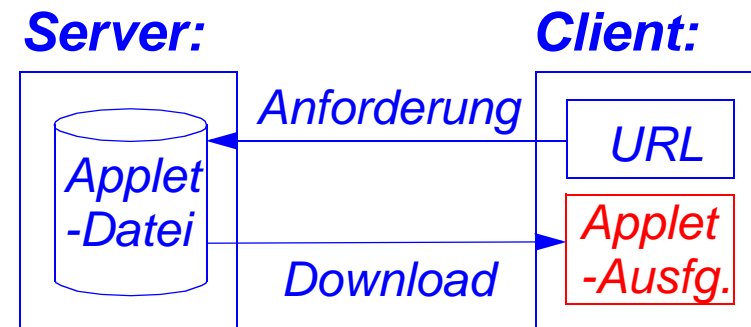 Server:
Client:
Anforderung
URL
Applet
-Datei
Applet
-Ausfg.
Download